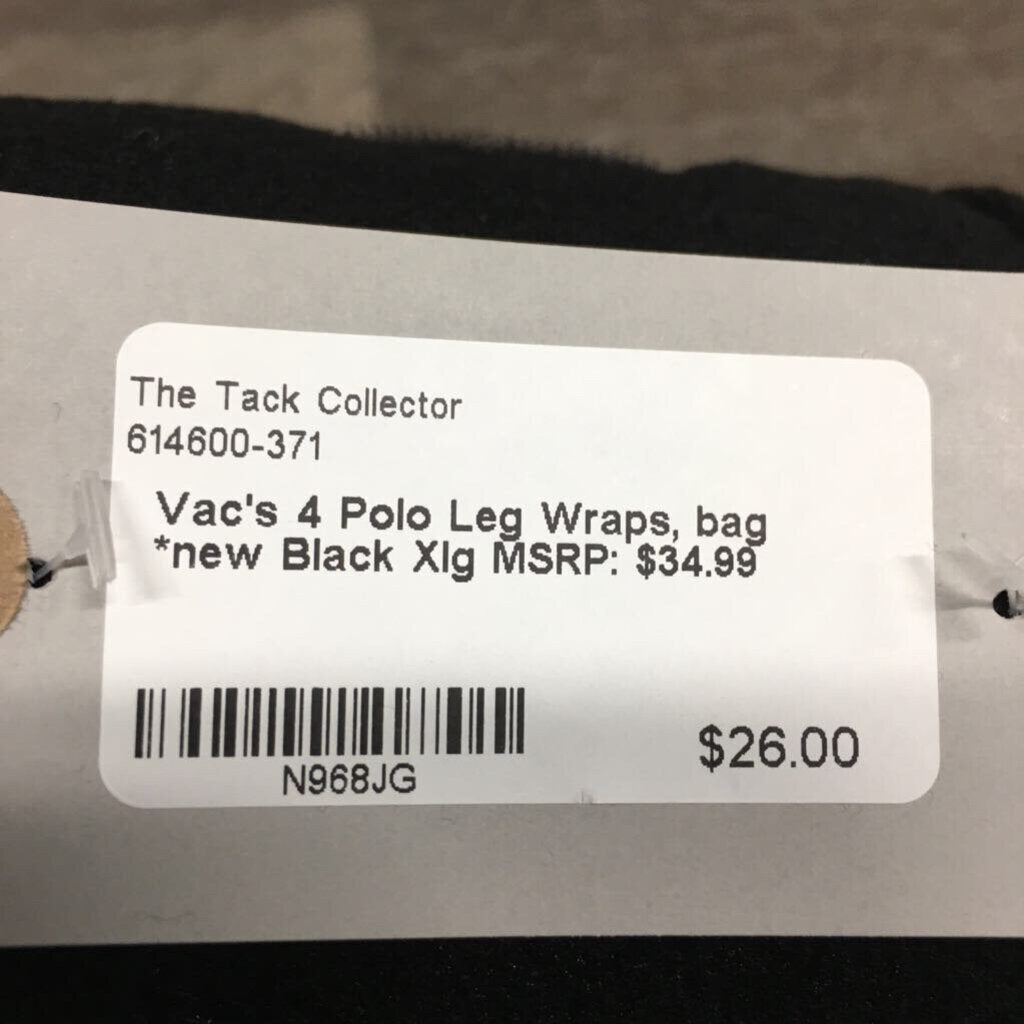 The Tack Collector
614600-371
Vac's 4 Polo Leg Wraps, bag
*new Black Xlg MSRP: $34.99
N968JG
$26.00